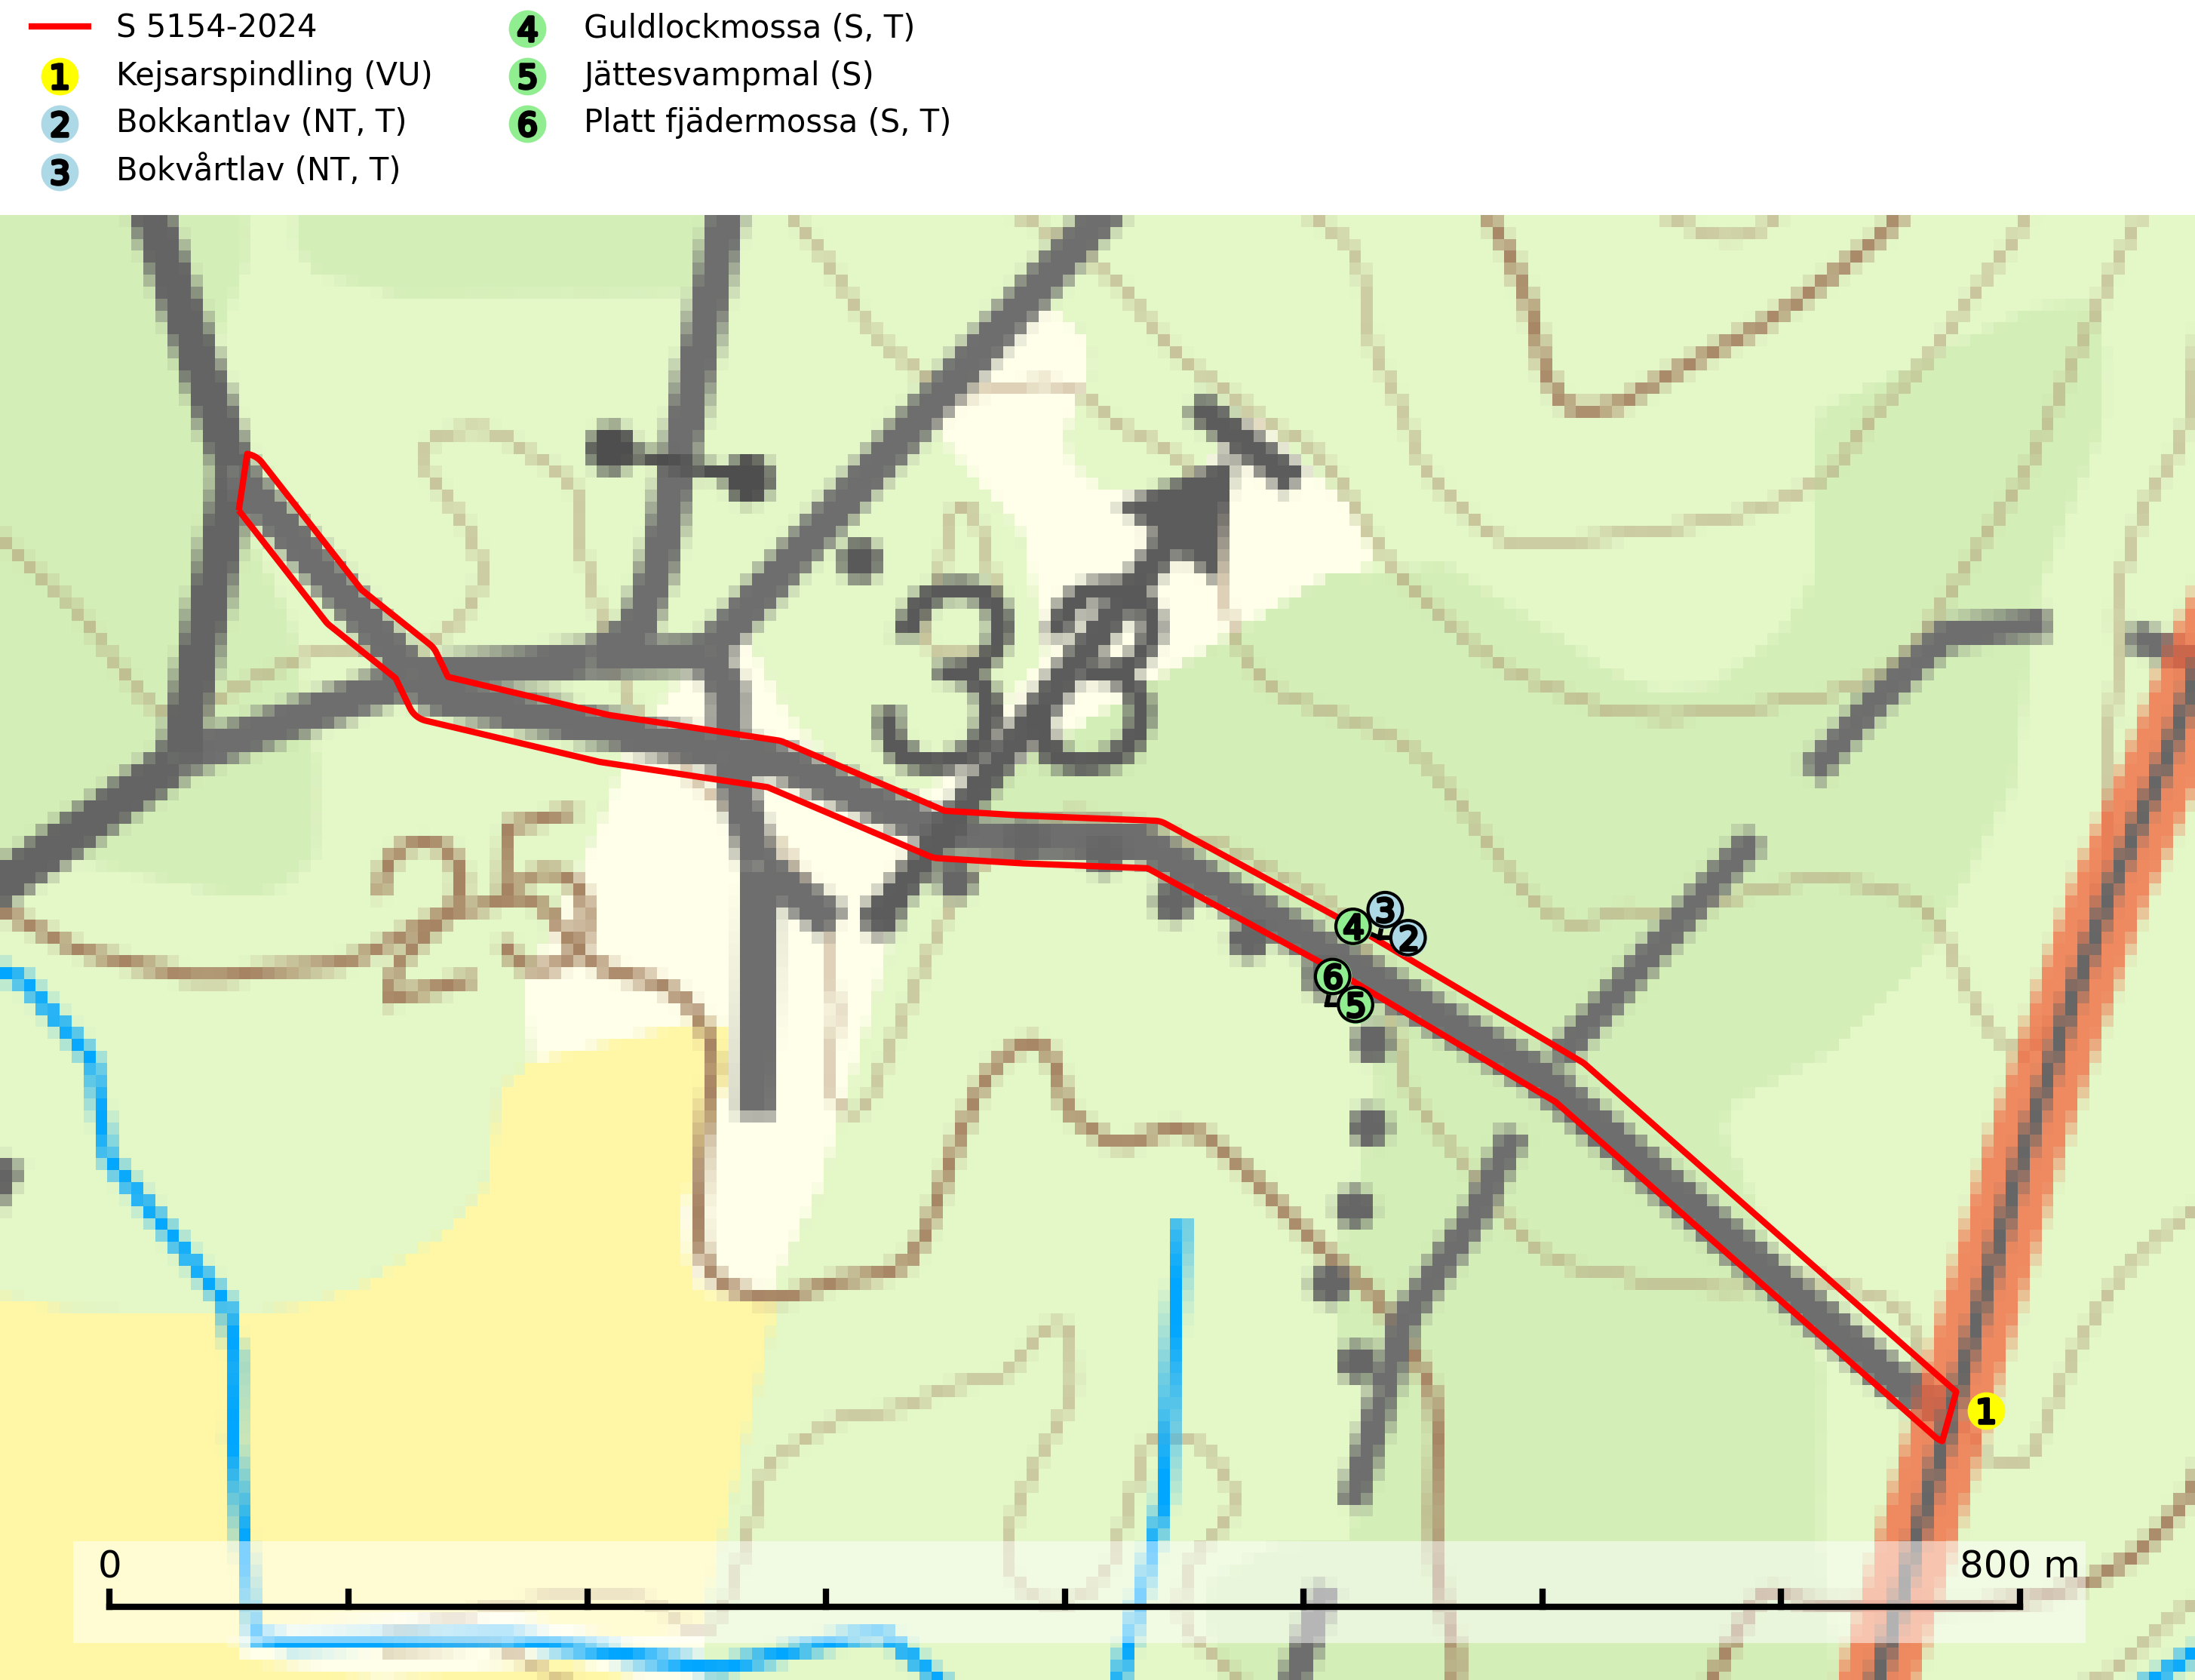 S 5154-2024
1 Kejsarspindling (VU)
2 Bokkantlav (NT, T)
3 Bokvårtlav (NT, T)
4 Guldlockmossa (S, T)
5 Jättesvampmal (S)
6 Platt fjädermossa (S, T)
38
25
3
4
2
6
5
1
0
800 m